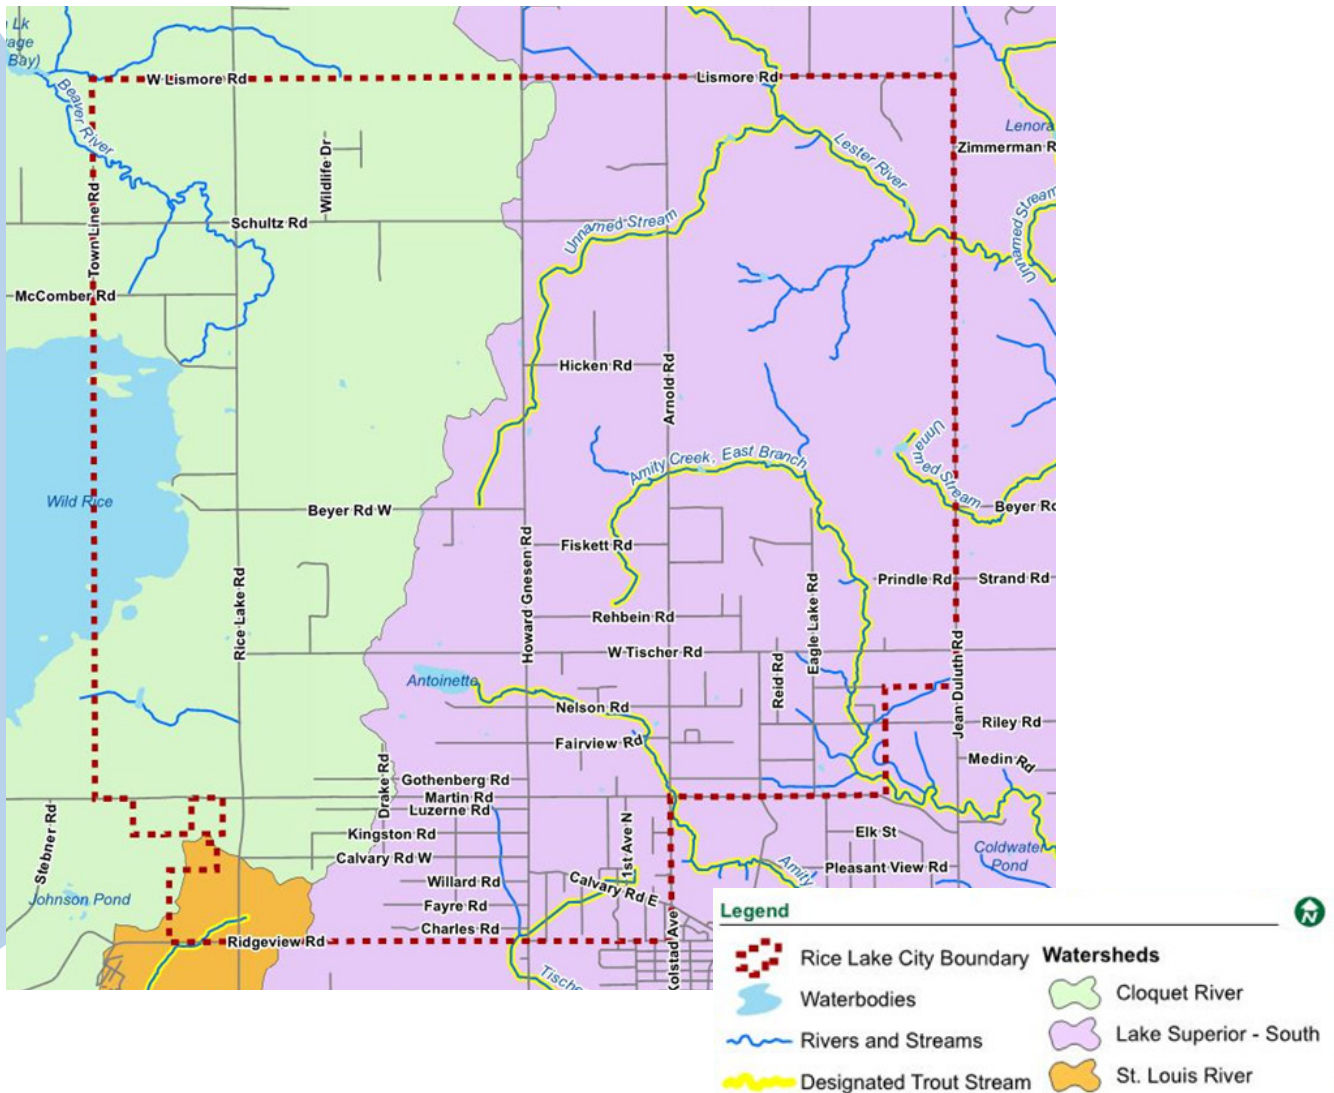 Lk
Bay)
W Lismore Rd
Lismore Rd
Beaver River
Lenora
Zimmerman R
Wildlife Dr
Lester River
Town Line Rd
Schultz Rd
Unnamed Stream
Unnamed Stream
McComber Rd
Hicken Rd
Arnold Rd
Unnamed Stream
Amity Creek, East Branch
Wild Rice
Beyer Rd W
Beyer Rd
Howard Gnesen Rd
Fiskett Rd
Rice Lake Rd
Eagle Lake Rd
Prindle Rd
Strand Rd
Rehbein Rd
W Tischer Rd
Jean Duluth Rd
Antoinette
Reid Rd
Nelson Rd
Riley Rd
Fairview Rd
Medin Rd
Drake Rd
Gothenberg Rd
Martin Rd
Luzerne Rd
Stebner Rd
Kingston Rd
1st Ave N
Elk St
Calvary Rd W
Coldwater
Pond
Pleasant View Rd
Amity
Willard Rd
Calvary Rd E
Johnson Pond
Fayre Rd
Charles Rd
Kolstad Ave
Ridgeview Rd
Tische
Legend
N
Rice Lake City Boundary
Waterbodies
Rivers and Streams
Designated Trout Stream
Watersheds
Cloquet River
Lake Superior - South
St. Louis River